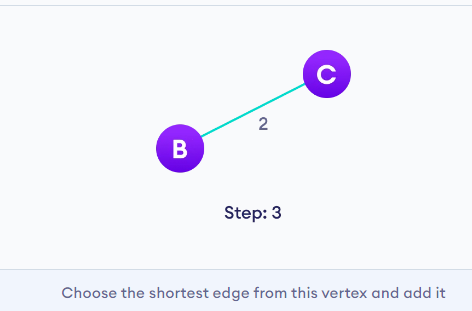 C
2
B
Step: 3
Choose the shortest edge from this vertex and add it